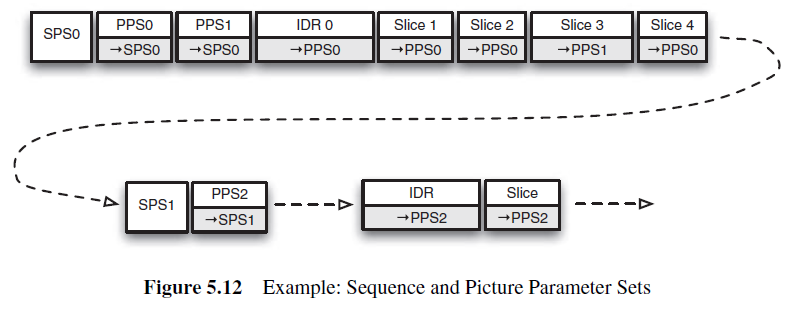 SPS0 PPS0 PPS1 IDR 0 Slice 1 Slice 2 Slice 3 Slice 4
→SPS0 →SPS0 →PPS0 →PPS0 →PPS0 →PPS1 →PPS0
SPS1 PPS2 IDR Slice
→SPS1 →PPS2 →PPS2
Figure 5.12 Example: Sequence and Picture Parameter Sets